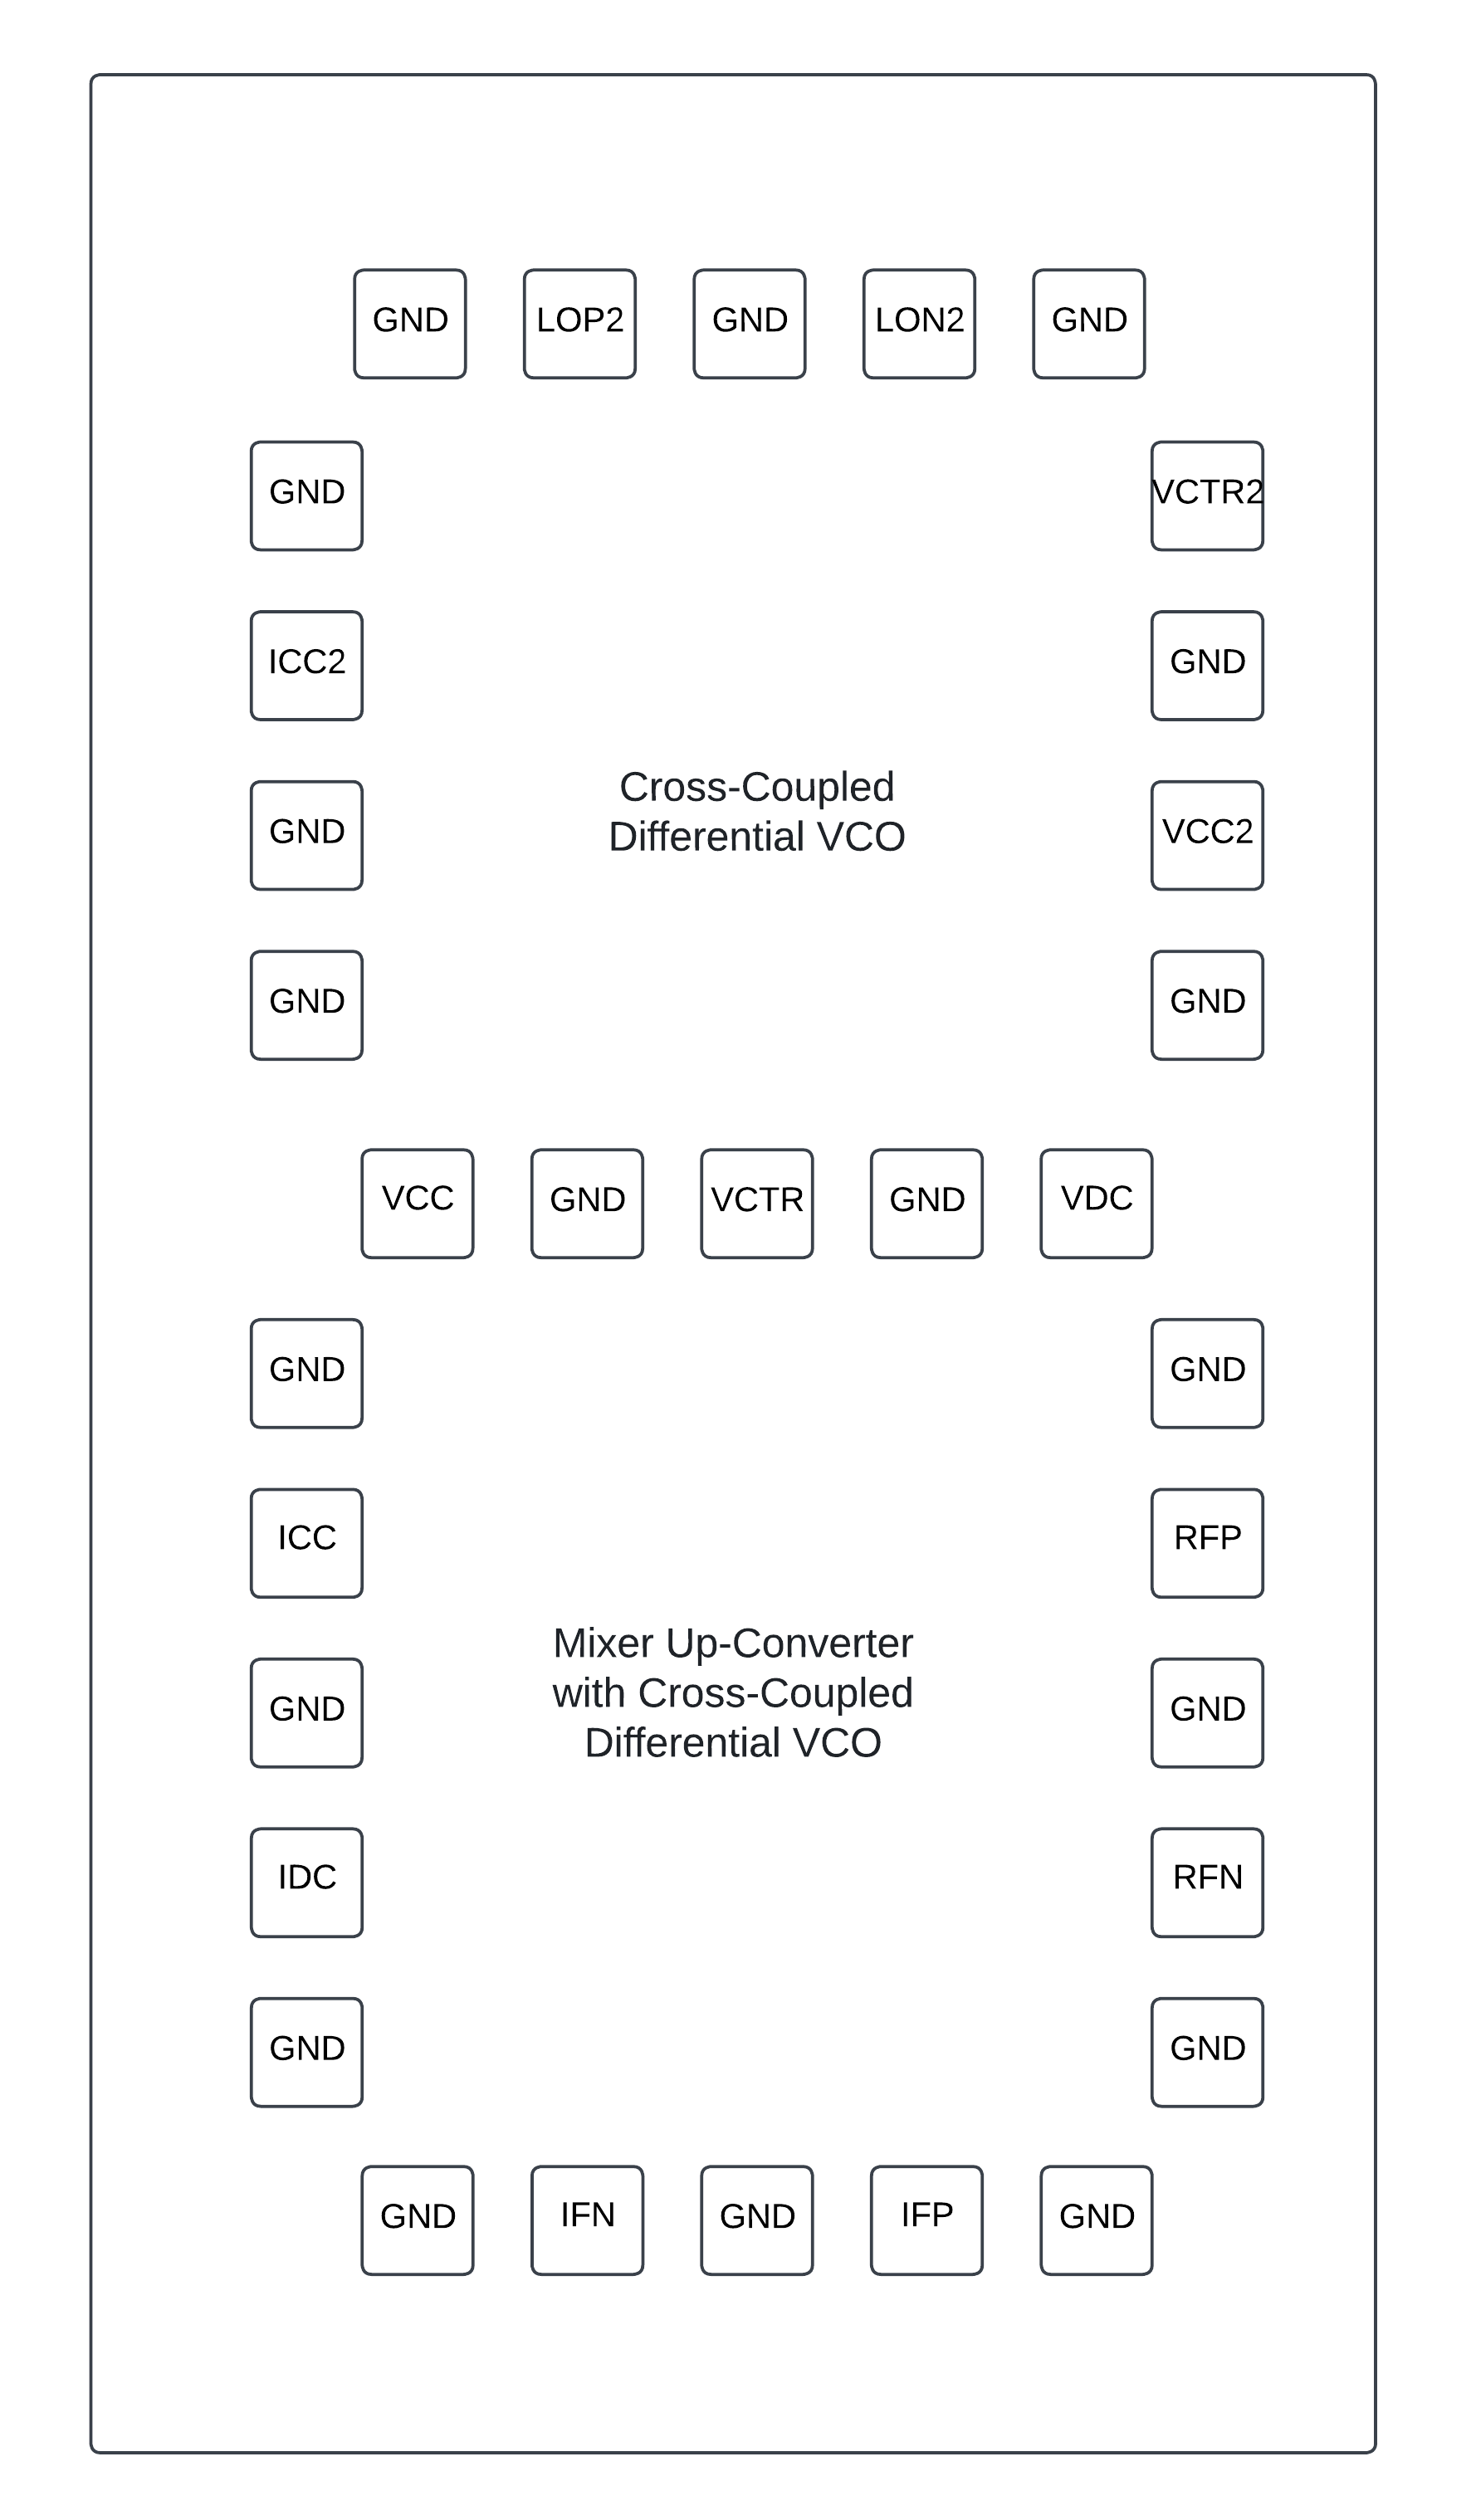 GND LOP2 GND LON2 GND
GND VCTR2
ICC2 GND
Cross-Coupled
Differential VCO
GND VCC2
GND GND
VCC GND VCTR GND VDC
GND GND
ICC RFP
Mixer Up-Converter
with Cross-Coupled
Differential VCO
GND GND
IDC RFN
GND GND
GND IFN GND IFP GND